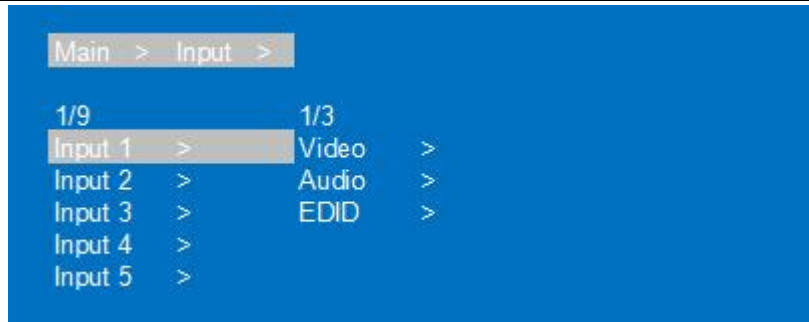 Main > Input >
1/9 1/3
Input 1 > Video >
Input 2 > Audio >
Input 3 > EDID >
Input 4 >
Input 5 >